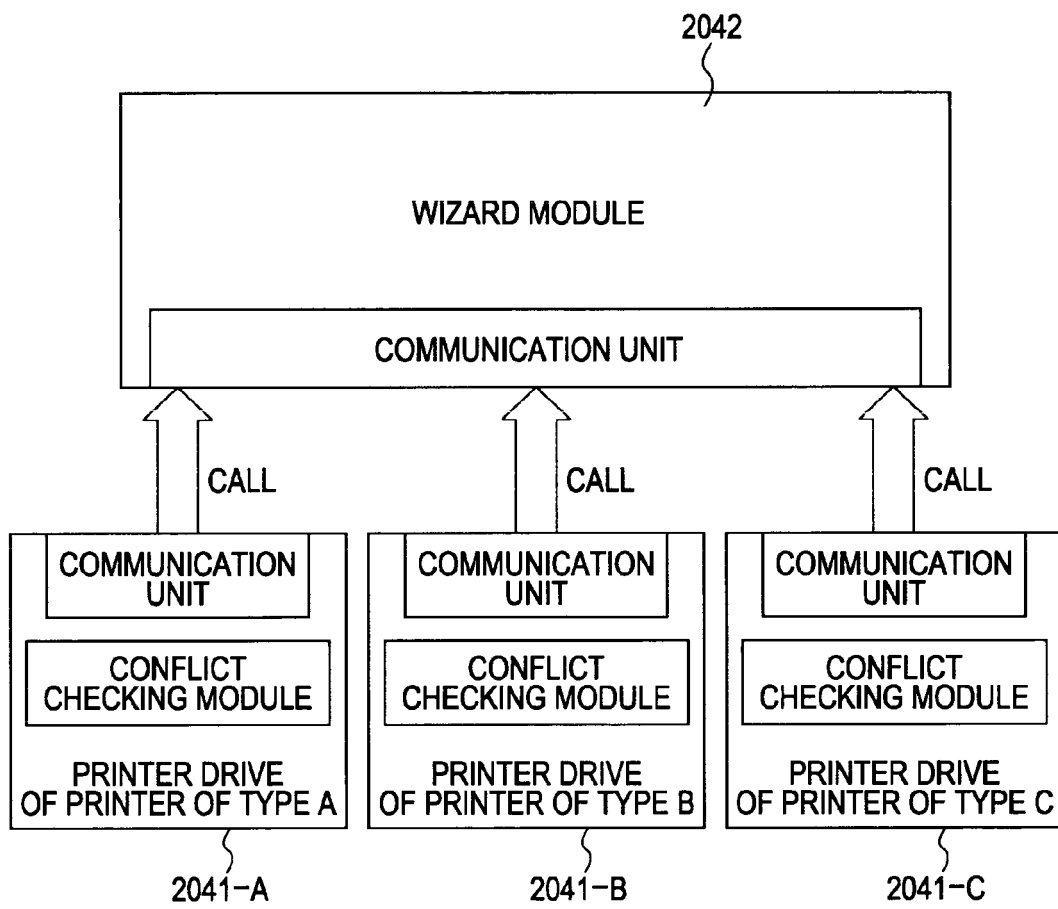 2042
WIZARD MODULE
COMMUNICATION UNIT
CALL
CALL
CALL
COMMUNICATION
UNIT
CONFLICT
CHECKING MODULE
PRINTER DRIVE
OF PRINTER OF TYPE A
COMMUNICATION
UNIT
CONFLICT
CHECKING MODULE
PRINTER DRIVE
OF PRINTER OF TYPE B
COMMUNICATION
UNIT
CONFLICT
CHECKING MODULE
PRINTER DRIVE
OF PRINTER OF TYPE C
2041-A
2041-B
2041-C